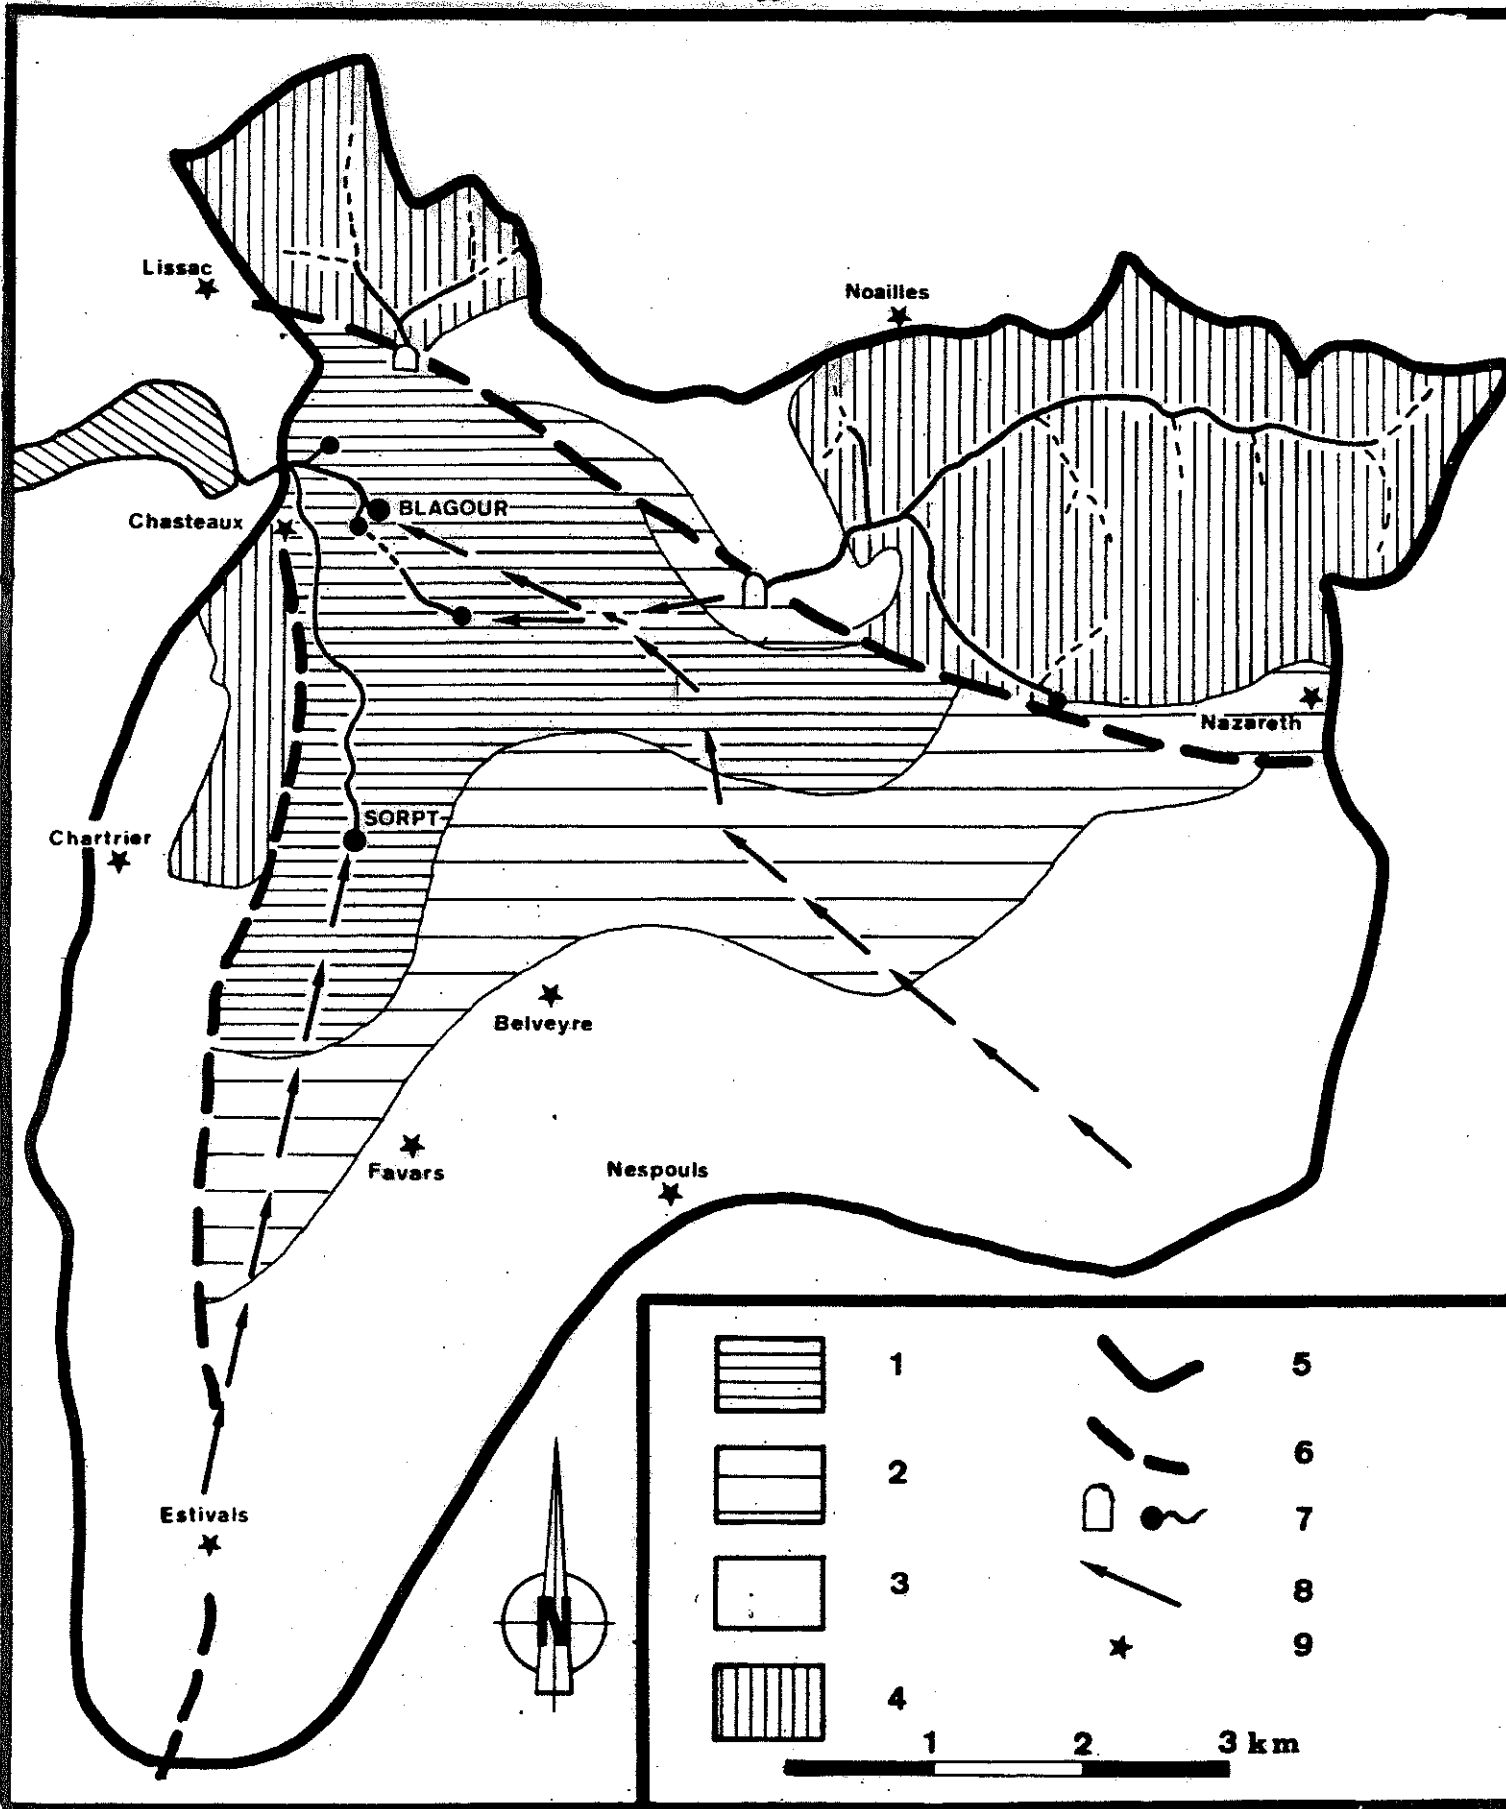 Lissac
Noailles
BLAGOUR
Chasteaux
Nazareth
SORPT
Chartrier
Belveyre
Favars
Nespouls
Estivals
N
1
2
3
4
5
6
7
8
9
1 2 3 km